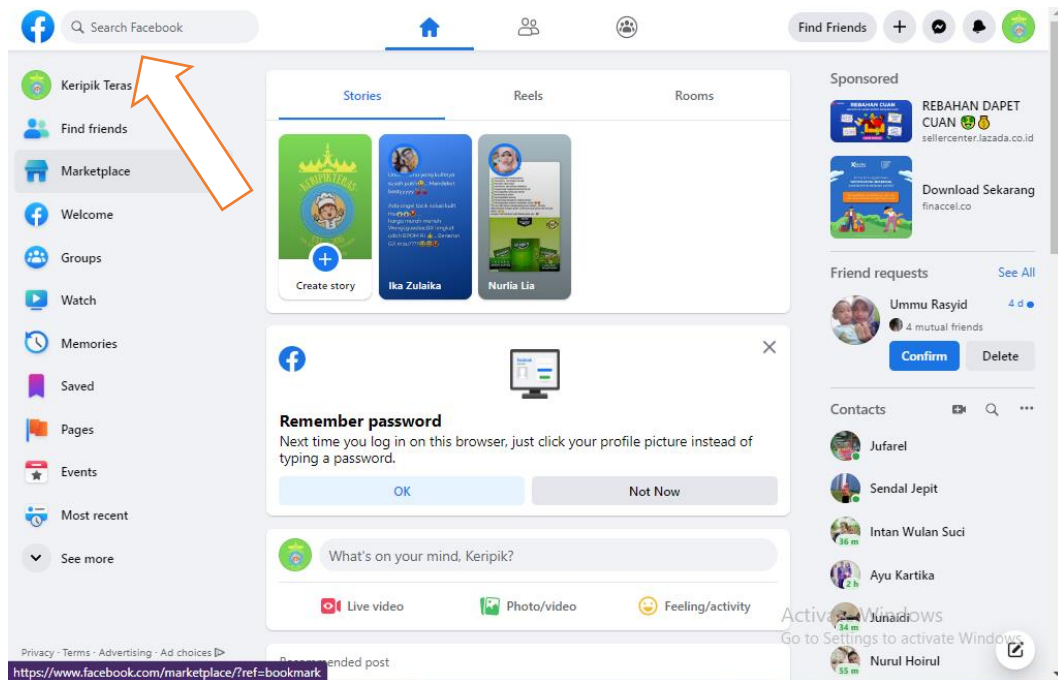 Search Facebook
Find Friends
Keripik Teras
Find friends
Marketplace
Welcome
Groups
Watch
Memories
Saved
Pages
Events
Most recent
See more
Privacy · Terms · Advertising · Ad choices
https://www.facebook.com/marketplace/?ref=bookmark
Stories
Reels
Rooms
KERIPIK TERAS
Create story
Ika Zulaika
Nurlia Lia
Remember password
Next time you log in on this browser, just click your profile picture instead of
typing a password.
OK
Not Now
What's on your mind, Keripik?
Live video
Photo/video
Feeling/activity
Recommended post
Sponsored
REBAHAN CUAN
REBAHAN DAPET
CUAN 🤑💰
sellercenter.lazada.co.id
Download Sekarang
finaccel.co
Friend requests
See All
Ummu Rasyid
4 d
4 mutual friends
Confirm
Delete
Contacts
Jufarel
Sendal Jepit
Intan Wulan Suci
36 m
Ayu Kartika
2 h
Junaidi
34 m
Nurul Hoirul
55 m
Activate Windows
Go to Settings to activate Windows.